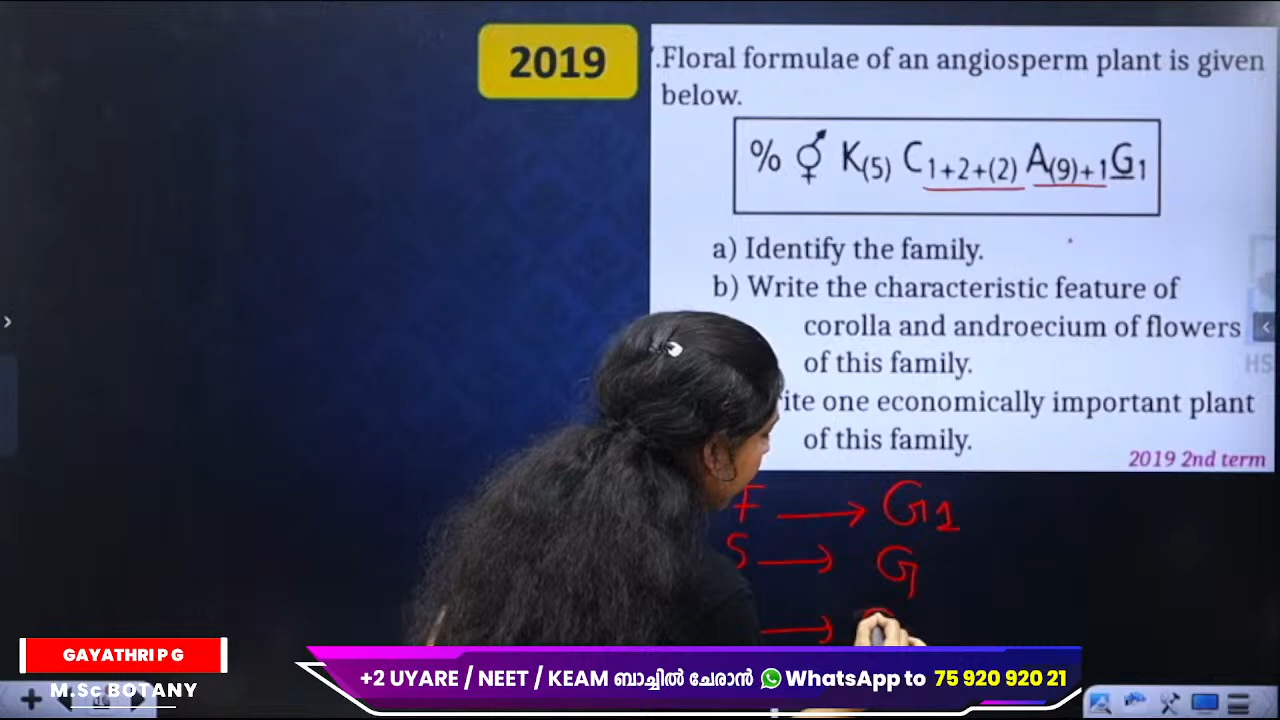 2019
.Floral formulae of an angiosperm plant is given
below.
% ⚥ K(5) C1+2+(2) A(9)+1 G1
a) Identify the family.
b) Write the characteristic feature of
corolla and androecium of flowers
of this family.
ite one economically important plant
of this family.
2019 2nd term
HS
F → G1
S → G
→
GAYATHRI P G
M.Sc BOTANY
+2 UYARE / NEET / KEAM ബാച്ചിൽ ചേരാൻ WhatsApp to 75 920 920 21